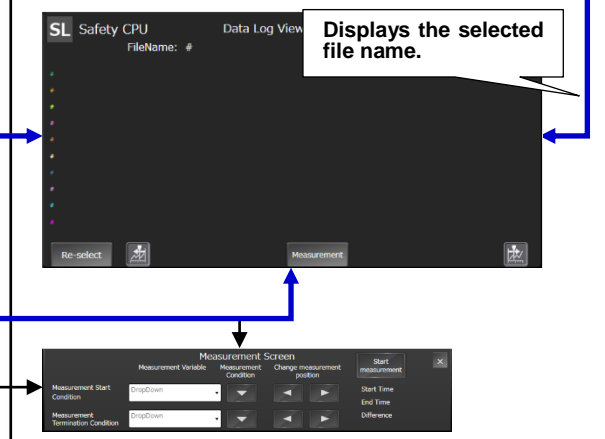 SL Safety CPU Data Log View
FileName: #
Displays the selected
file name.
#
#
#
#
#
#
#
#
#
#
Re-select
Measurement
Measurement Screen
Measurement Variable
Measurement
Condition
Change measurement
position
Start
measurement
×
Measurement Start
Condition
DropDown
Start Time
End Time
Measurement
Termination Condition
DropDown
Difference